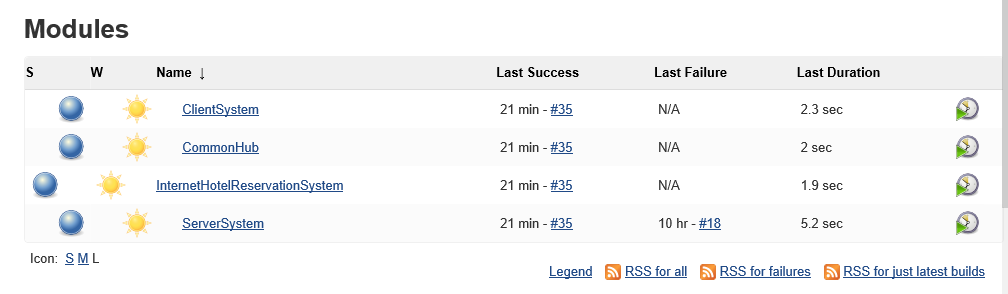 Modules
S W Name ↓ Last Success Last Failure Last Duration
ClientSystem 21 min - #35 N/A 2.3 sec
CommonHub 21 min - #35 N/A 2 sec
InternetHotelReservationSystem 21 min - #35 N/A 1.9 sec
ServerSystem 21 min - #35 10 hr - #18 5.2 sec
Icon: S M L
Legend RSS for all RSS for failures RSS for just latest builds